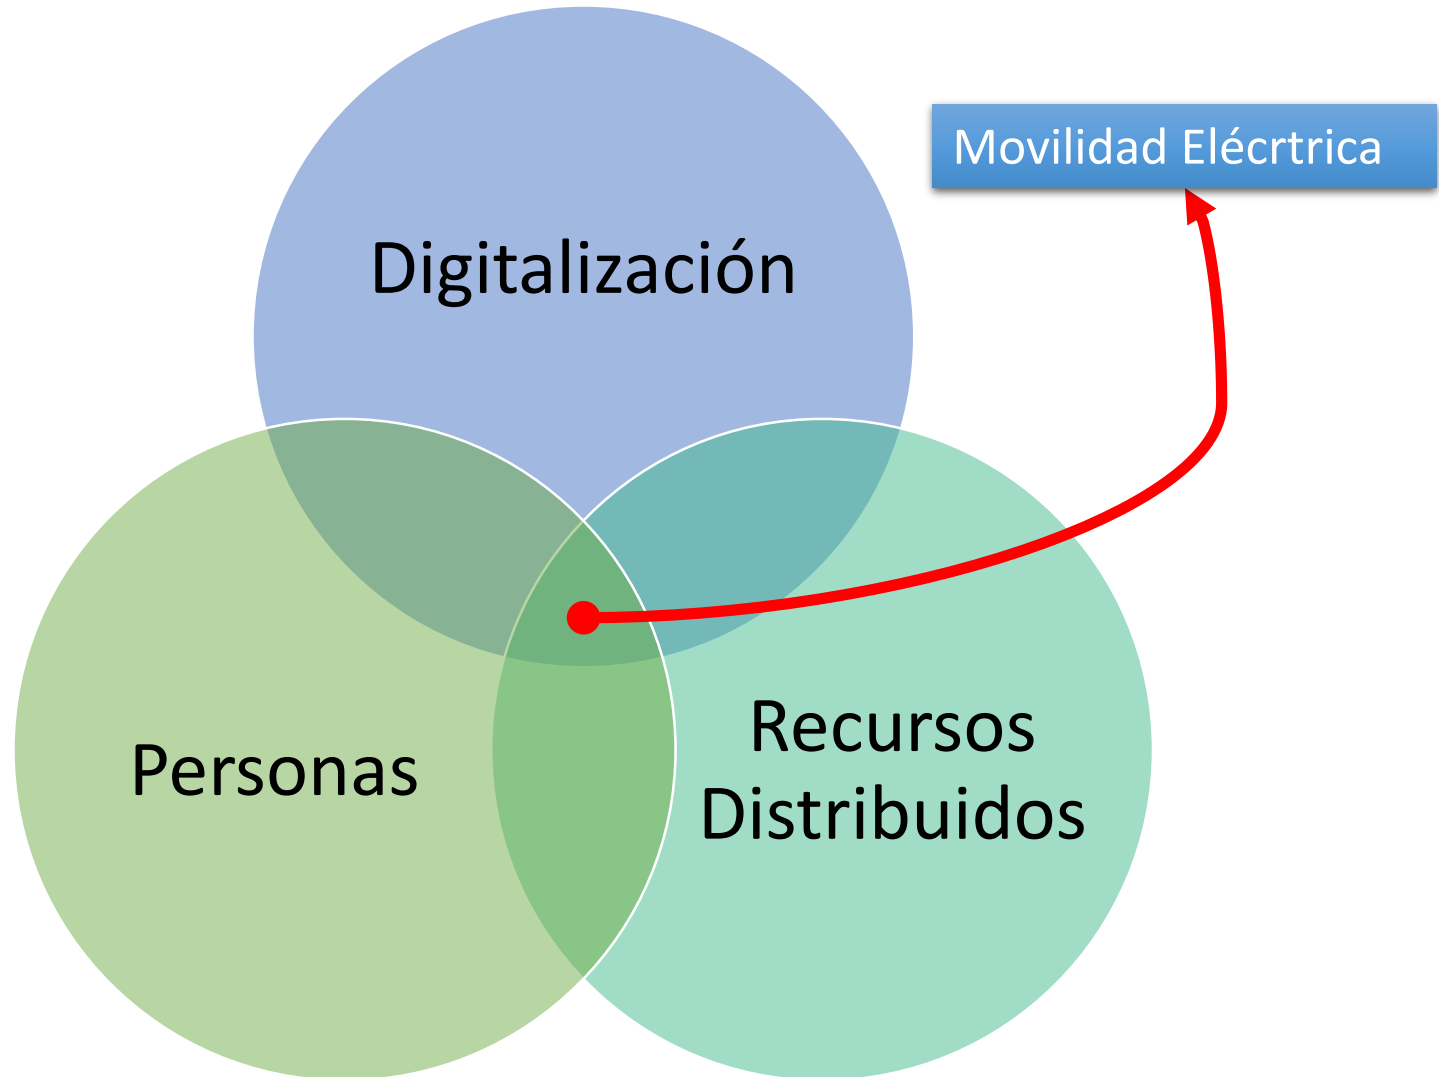 Movilidad Elécrtrica
Digitalización
Personas
Recursos
Distribuidos